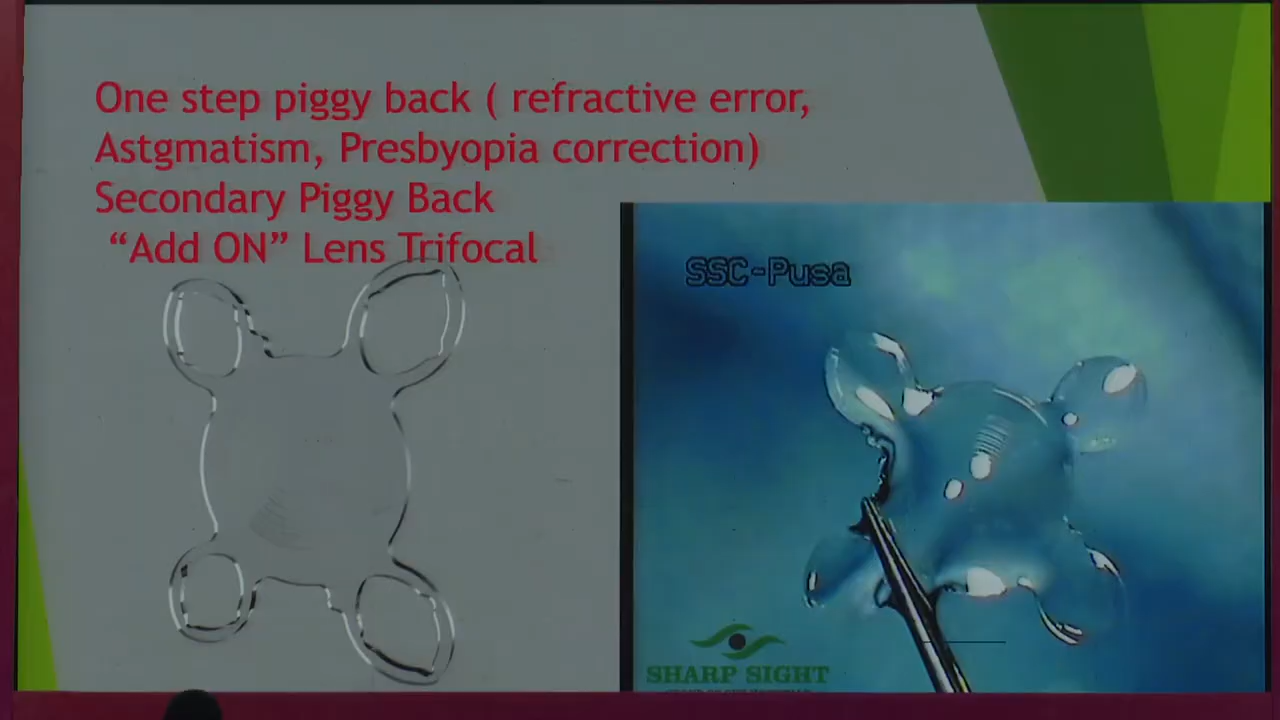 One step piggy back ( refractive error,
Astgmatism, Presbyopia correction)
Secondary Piggy Back
“Add ON” Lens Trifocal
SSC-Pusa
SHARP SIGHT